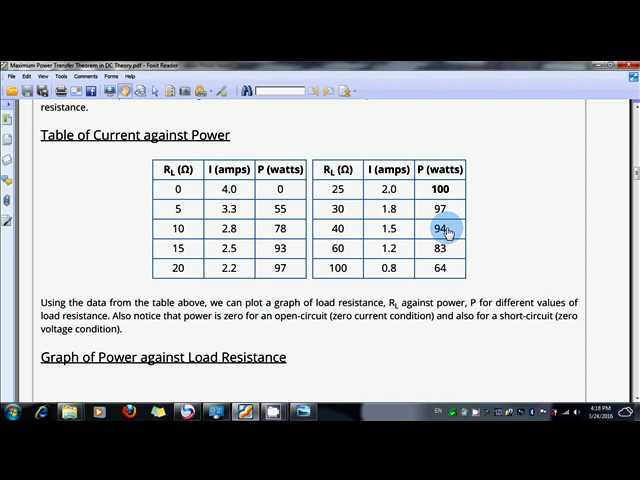 Maximum Power Transfer Theorem in DC Theory.pdf - Foxit Reader
File Edit View Tools Comments Forms Help
resistance.
Table of Current against Power
RL (Ω) I (amps) P (watts) RL (Ω) I (amps) P (watts)
0 4.0 0 25 2.0 100
5 3.3 55 30 1.8 97
10 2.8 78 40 1.5 94
15 2.5 93 60 1.2 83
20 2.2 97 100 0.8 64
Using the data from the table above, we can plot a graph of load resistance, RL against power, P for different values of
load resistance. Also notice that power is zero for an open-circuit (zero current condition) and also for a short-circuit (zero
voltage condition).
Graph of Power against Load Resistance
EN
4:18 PM
3/24/2016